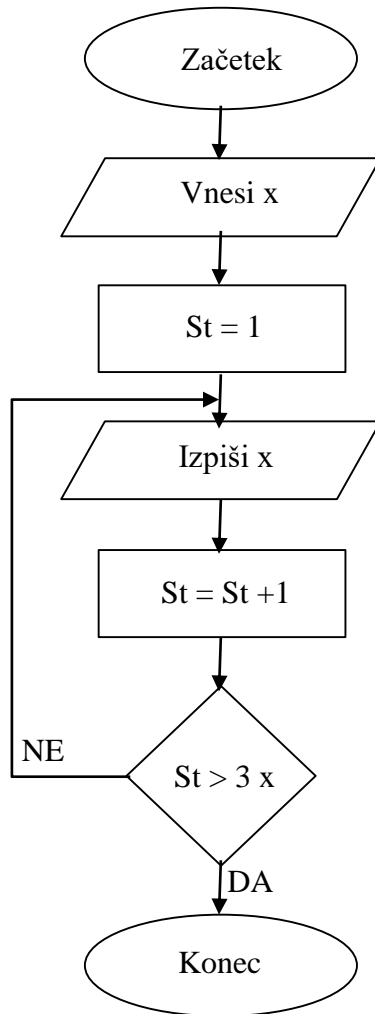 Začetek
Vnesi x
St = 1
Izpiši x
St = St +1
NE
St > 3 x
DA
Konec